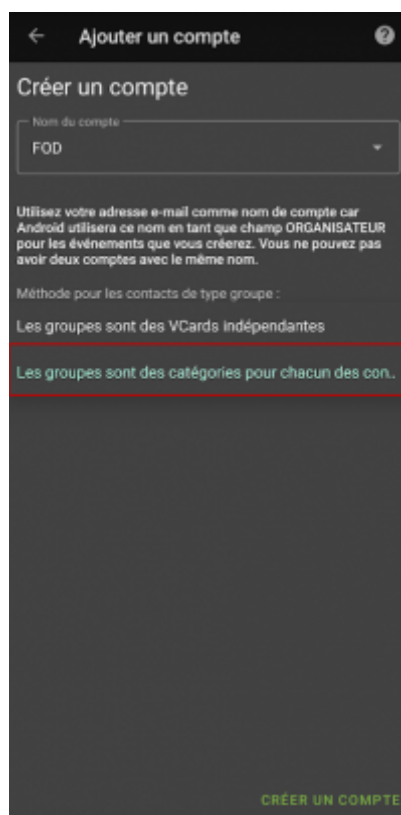 Ajouter un compte
Créer un compte
Nom du compte
FOD
Utilisez votre adresse e-mail comme nom de compte car
Android utilisera ce nom en tant que champ ORGANISATEUR
pour les événements que vous créerez. Vous ne pouvez pas
avoir deux comptes avec le même nom.
Méthode pour les contacts de type groupe :
Les groupes sont des VCards indépendantes
Les groupes sont des catégories pour chacun des con..
CRÉER UN COMPTE